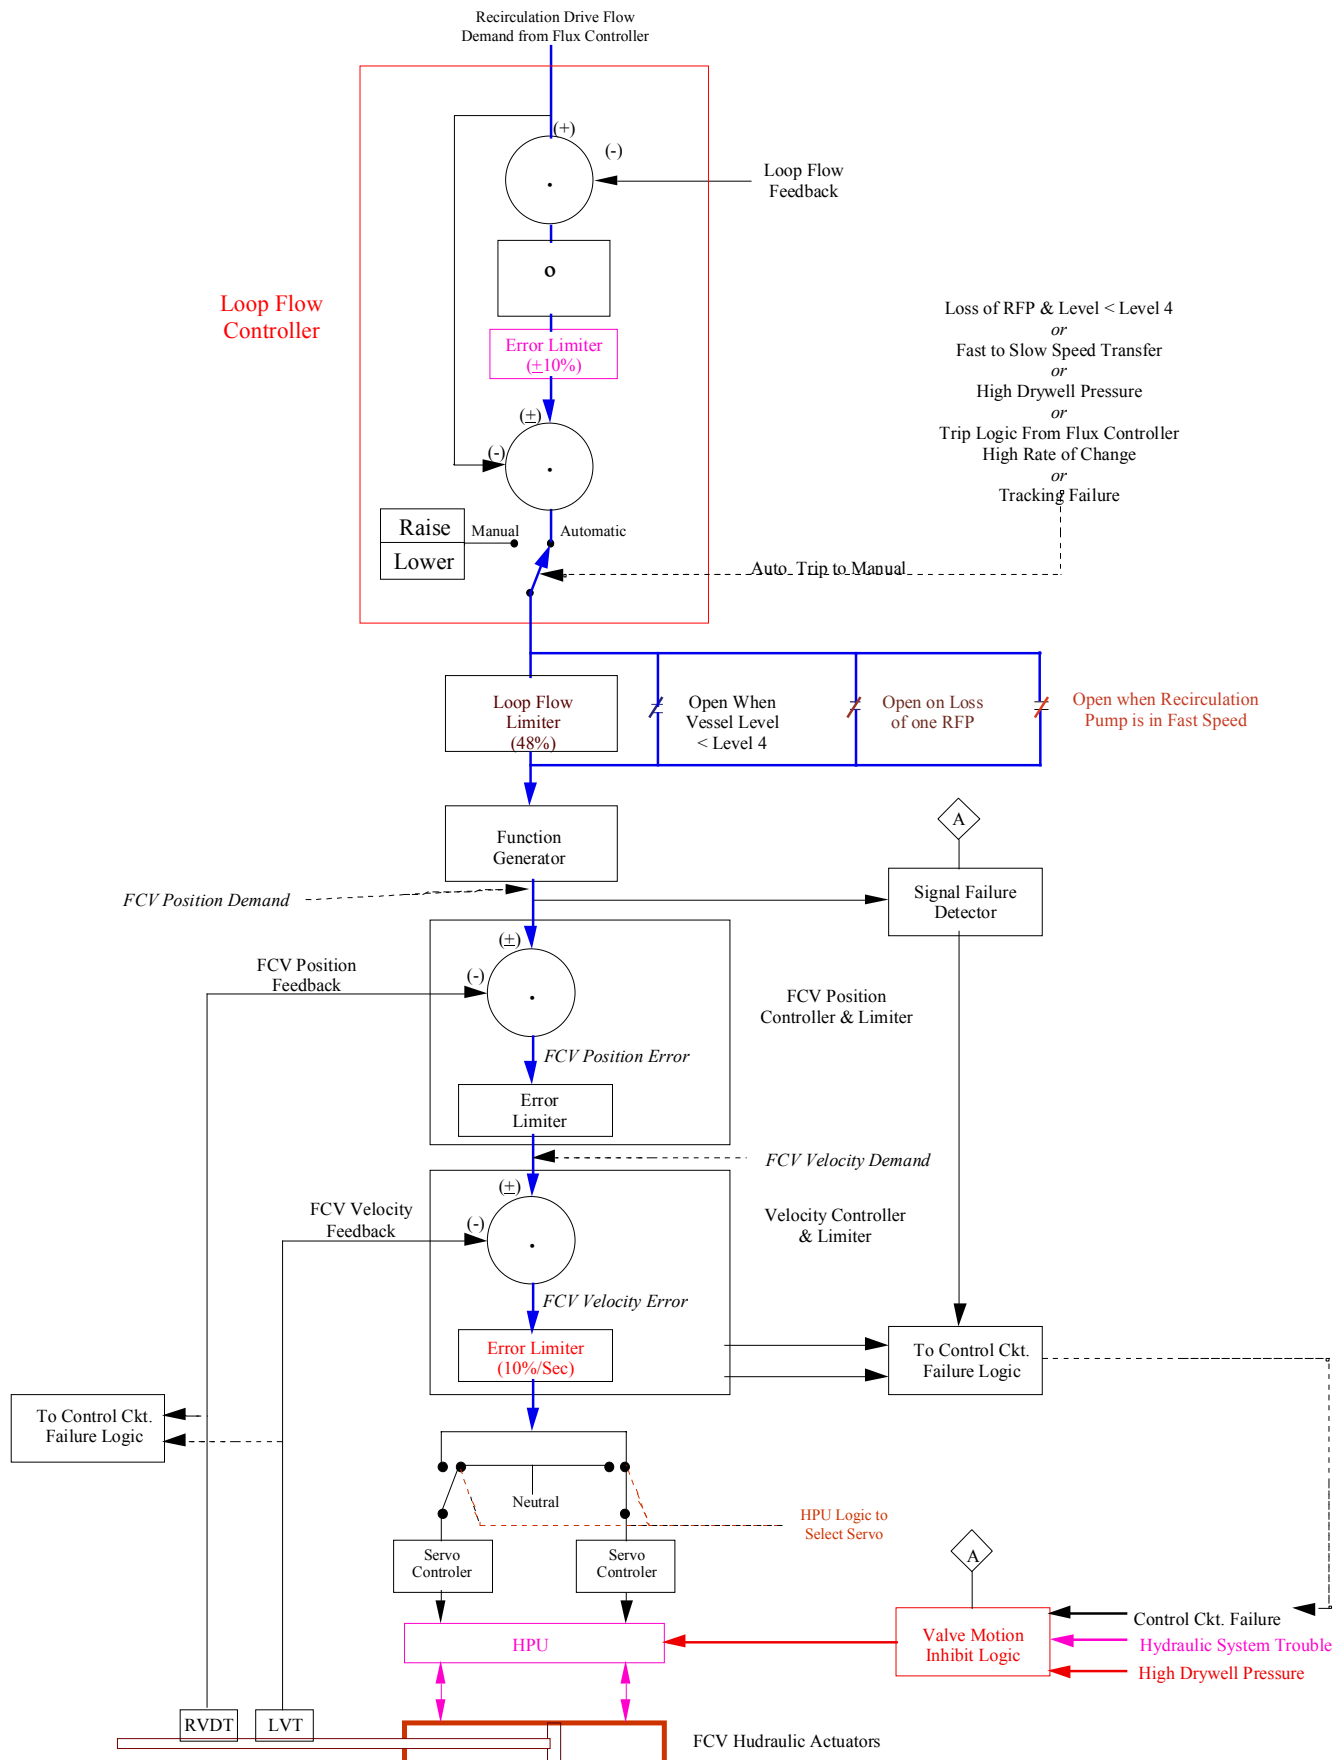 Recirculation Drive Flow
Demand from Flux Controller
(+)
(-)
Loop Flow
Feedback
Loop Flow
Controller
Error Limiter
(±10%)
(±)
(-)
Loss of RFP & Level < Level 4
or
Fast to Slow Speed Transfer
or
High Drywell Pressure
or
Trip Logic From Flux Controller
High Rate of Change
or
Tracking Failure
Raise
Lower
Manual
Automatic
Auto Trip to Manual
Loop Flow
Limiter
(48%)
Open When
Vessel Level
< Level 4
Open on Loss
of one RFP
Open when Recirculation
Pump is in Fast Speed
Function
Generator
A
FCV Position Demand
Signal Failure
Detector
(±)
(-)
FCV Position
Feedback
FCV Position
Controller & Limiter
FCV Position Error
Error
Limiter
FCV Velocity Demand
(±)
(-)
FCV Velocity
Feedback
Velocity Controller
& Limiter
FCV Velocity Error
Error Limiter
(10%/Sec)
To Control Ckt.
Failure Logic
To Control Ckt.
Failure Logic
Neutral
HPU Logic to
Select Servo
Servo
Controler
Servo
Controler
A
HPU
Valve Motion
Inhibit Logic
Control Ckt. Failure
Hydraulic System Trouble
High Drywell Pressure
RVDT
LVT
FCV Hudraulic Actuators